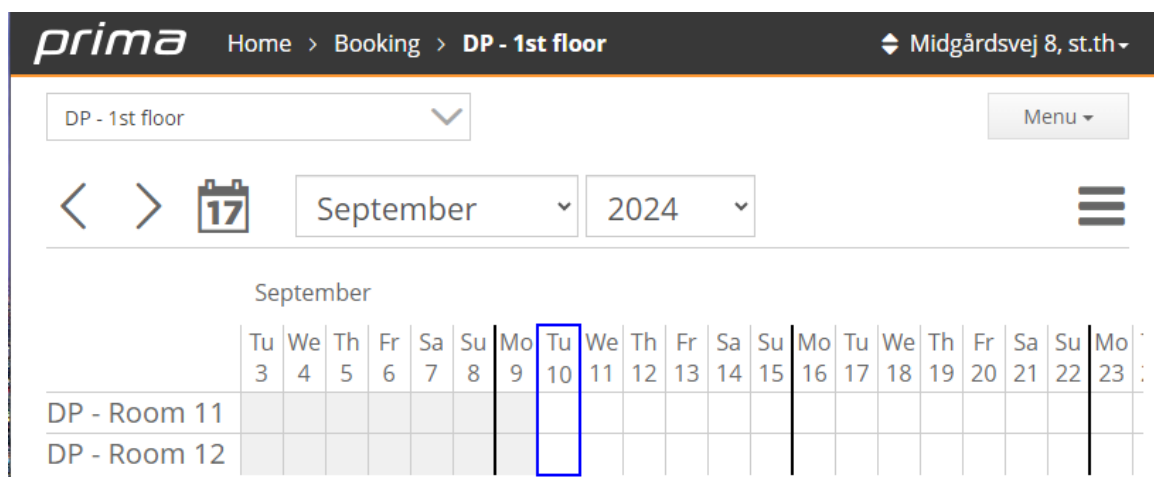 prima Home > Booking > DP - 1st floor Midgårdsvej 8, st.th
DP - 1st floor Menu
17 September 2024
September
Tu We Th Fr Sa Su Mo Tu We Th Fr Sa Su Mo Tu We Th Fr Sa Su Mo
3 4 5 6 7 8 9 10 11 12 13 14 15 16 17 18 19 20 21 22 23
DP - Room 11
DP - Room 12